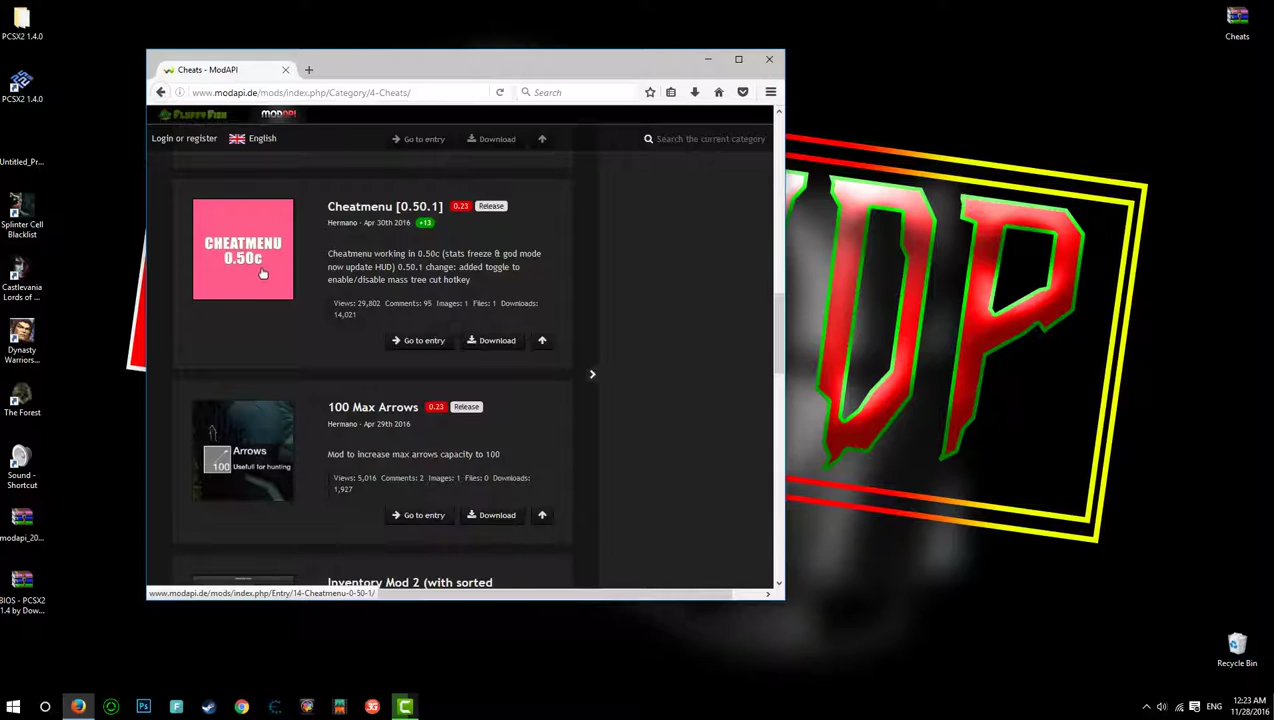 PCSX2 1.4.0
PCSX2 1.4.0
Untitled_Pr...
Splinter Cell
Blacklist
Castlevania
Lords of ...
Dynasty
Warriors...
The Forest
Sound -
Shortcut
modapi_20...
BIOS - PCSX2
1.4 by Dow...
Cheats
Recycle Bin
Cheats - ModAPI
www.modapi.de/mods/index.php/Category/4-Cheats/
Search
FLUFFY FISH MODAPI
Login or register English Go to entry Download Search the current category
CHEATMENU
0.50c
Cheatmenu [0.50.1] 0.23 Release
Hermano - Apr 30th 2016 +13
Cheatmenu working in 0.50c (stats freeze & god mode
now update HUD) 0.50.1 change: added toggle to
enable/disable mass tree cut hotkey
Views: 29,802 Comments: 95 Images: 1 Files: 1 Downloads:
14,021
Go to entry Download
Arrows
100 Usefull for hunting
100 Max Arrows 0.23 Release
Hermano - Apr 29th 2016
Mod to increase max arrows capacity to 100
Views: 5,016 Comments: 2 Images: 1 Files: 0 Downloads:
1,927
Go to entry Download
Inventory Mod 2 (with sorted
www.modapi.de/mods/index.php/Entry/14-Cheatmenu-0-50-1/
DP
ENG
12:23 AM
11/28/2016